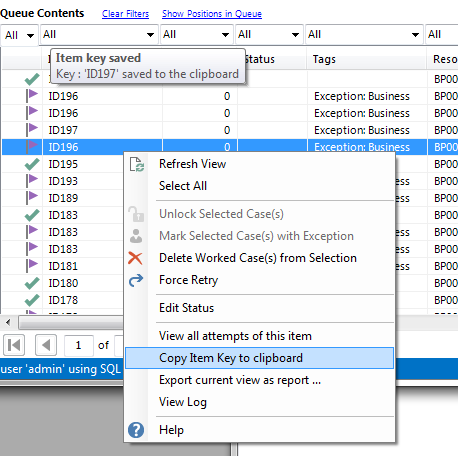 Queue Contents Clear Filters Show Positions in Queue
All All All All All All
Item key saved
Key : 'ID197' saved to the clipboard
Status Tags Reso
BP00
ID196 0 Exception: Business BP00
ID196 0 Exception: Business BP00
ID197 0 Exception: Business BP00
ID196 0 Exception: Business BP00
ID195 BP00
ID193 ness BP00
ID189 ness BP00
ID183 BP00
ID183 ness BP00
ID183 ness BP00
ID181 ness BP00
ID180 BP00
ID178 BP00
1 of
user 'admin' using SQL
Refresh View
Select All
Unlock Selected Case(s)
Mark Selected Case(s) with Exception
Delete Worked Case(s) from Selection
Force Retry
Edit Status
View all attempts of this item
Copy Item Key to clipboard
Export current view as report ...
View Log
Help